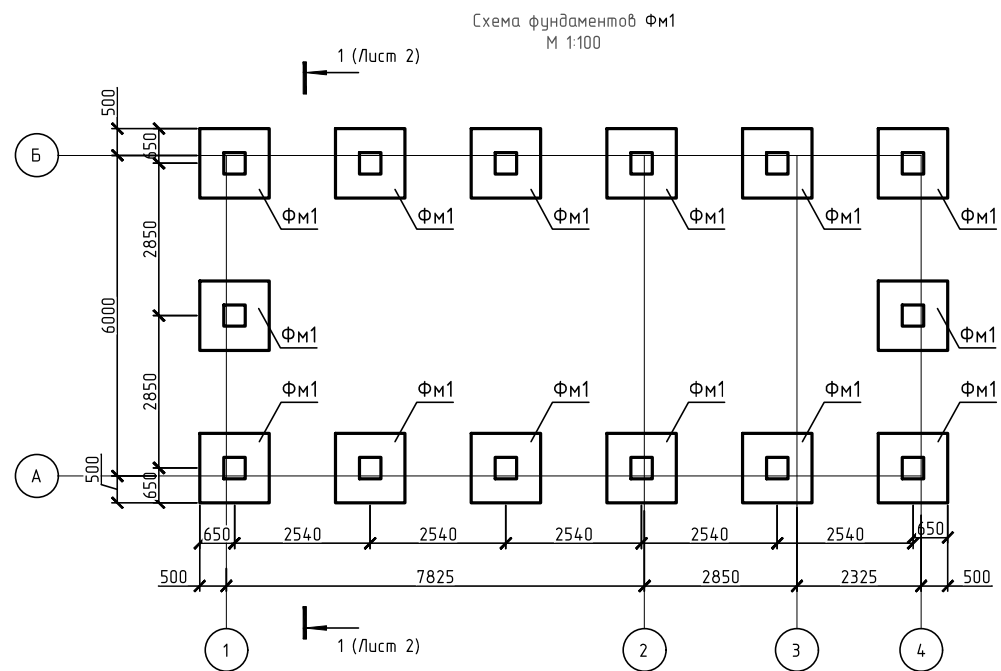 Схема фундаментов Фм1
М 1:100
1 (Лист 2)
500
650
Б
Фм1 Фм1 Фм1 Фм1 Фм1 Фм1
2850
6000
Фм1 Фм1
2850
Фм1 Фм1 Фм1 Фм1 Фм1 Фм1
А
500
650
650 2540 2540 2540 2540 2540 650
500 7825 2850 2325 500
1 2 3 4
1 (Лист 2)